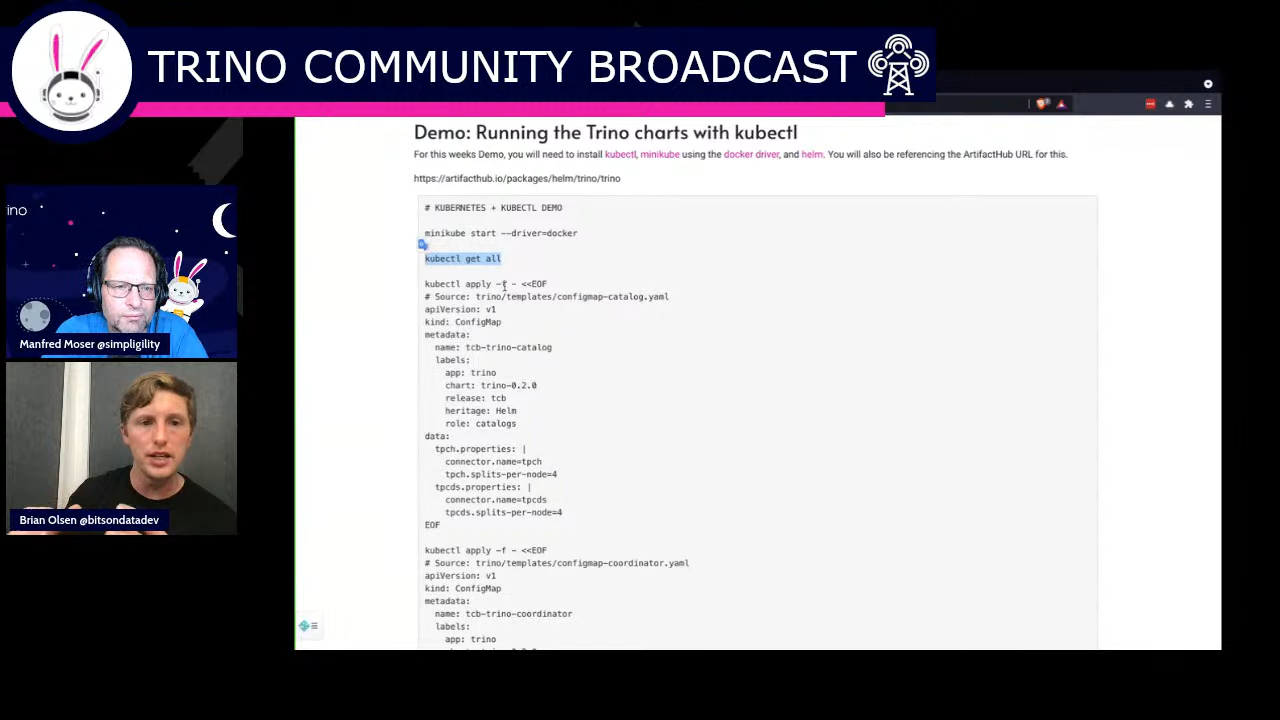 TRINO COMMUNITY BROADCAST
Demo: Running the Trino charts with kubectl
For this weeks Demo, you will need to install kubectl, minikube using the docker driver, and helm. You will also be referencing the ArtifactHub URL for this.
https://artifacthub.io/packages/helm/trino/trino
# KUBERNETES + KUBECTL DEMO
minikube start --driver=docker
kubectl get all
kubectl apply -f - <<EOF
# Source: trino/templates/configmap-catalog.yaml
apiVersion: v1
kind: ConfigMap
metadata:
  name: tcb-trino-catalog
  labels:
    app: trino
    chart: trino-0.2.0
    release: tcb
    heritage: Helm
    role: catalogs
data:
  tpch.properties: |
    connector.name=tpch
    tpch.splits-per-node=4
  tpcds.properties: |
    connector.name=tpcds
    tpcds.splits-per-node=4
EOF
kubectl apply -f - <<EOF
# Source: trino/templates/configmap-coordinator.yaml
apiVersion: v1
kind: ConfigMap
metadata:
  name: tcb-trino-coordinator
  labels:
    app: trino
ino
Manfred Moser @simpligility
Brian Olsen @bitsondatadev